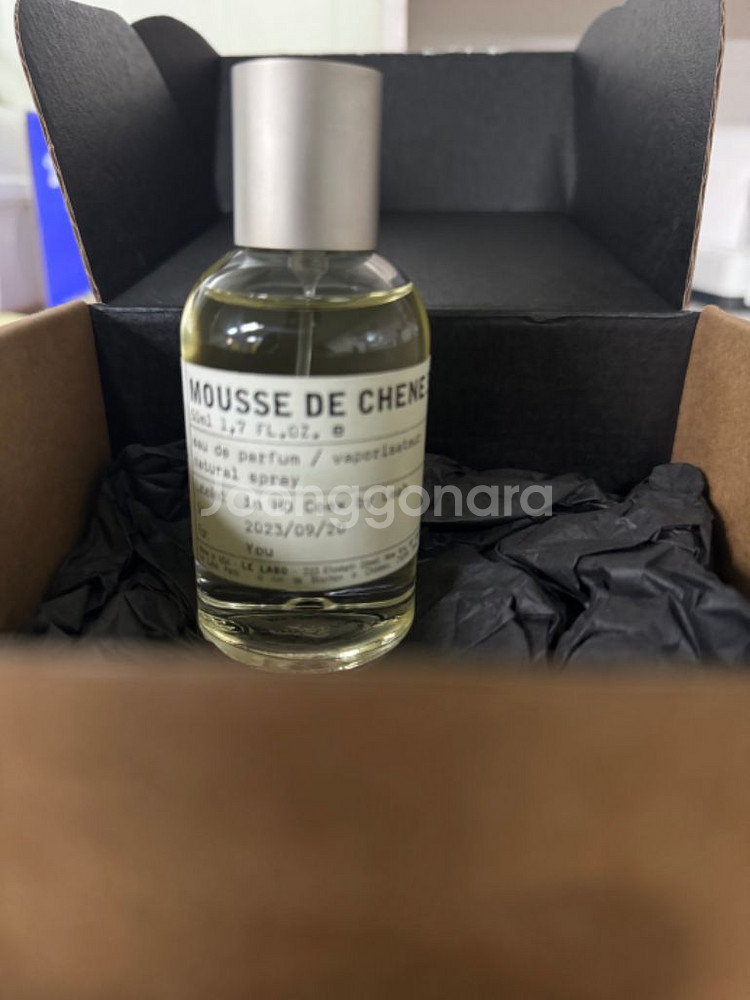 MOUSSE DE CHENE
50ml 1,7 FL.OZ. e
eau de parfum / vaporisateur
natural spray
Joonggonara
2023/09/20
You
LE LABO